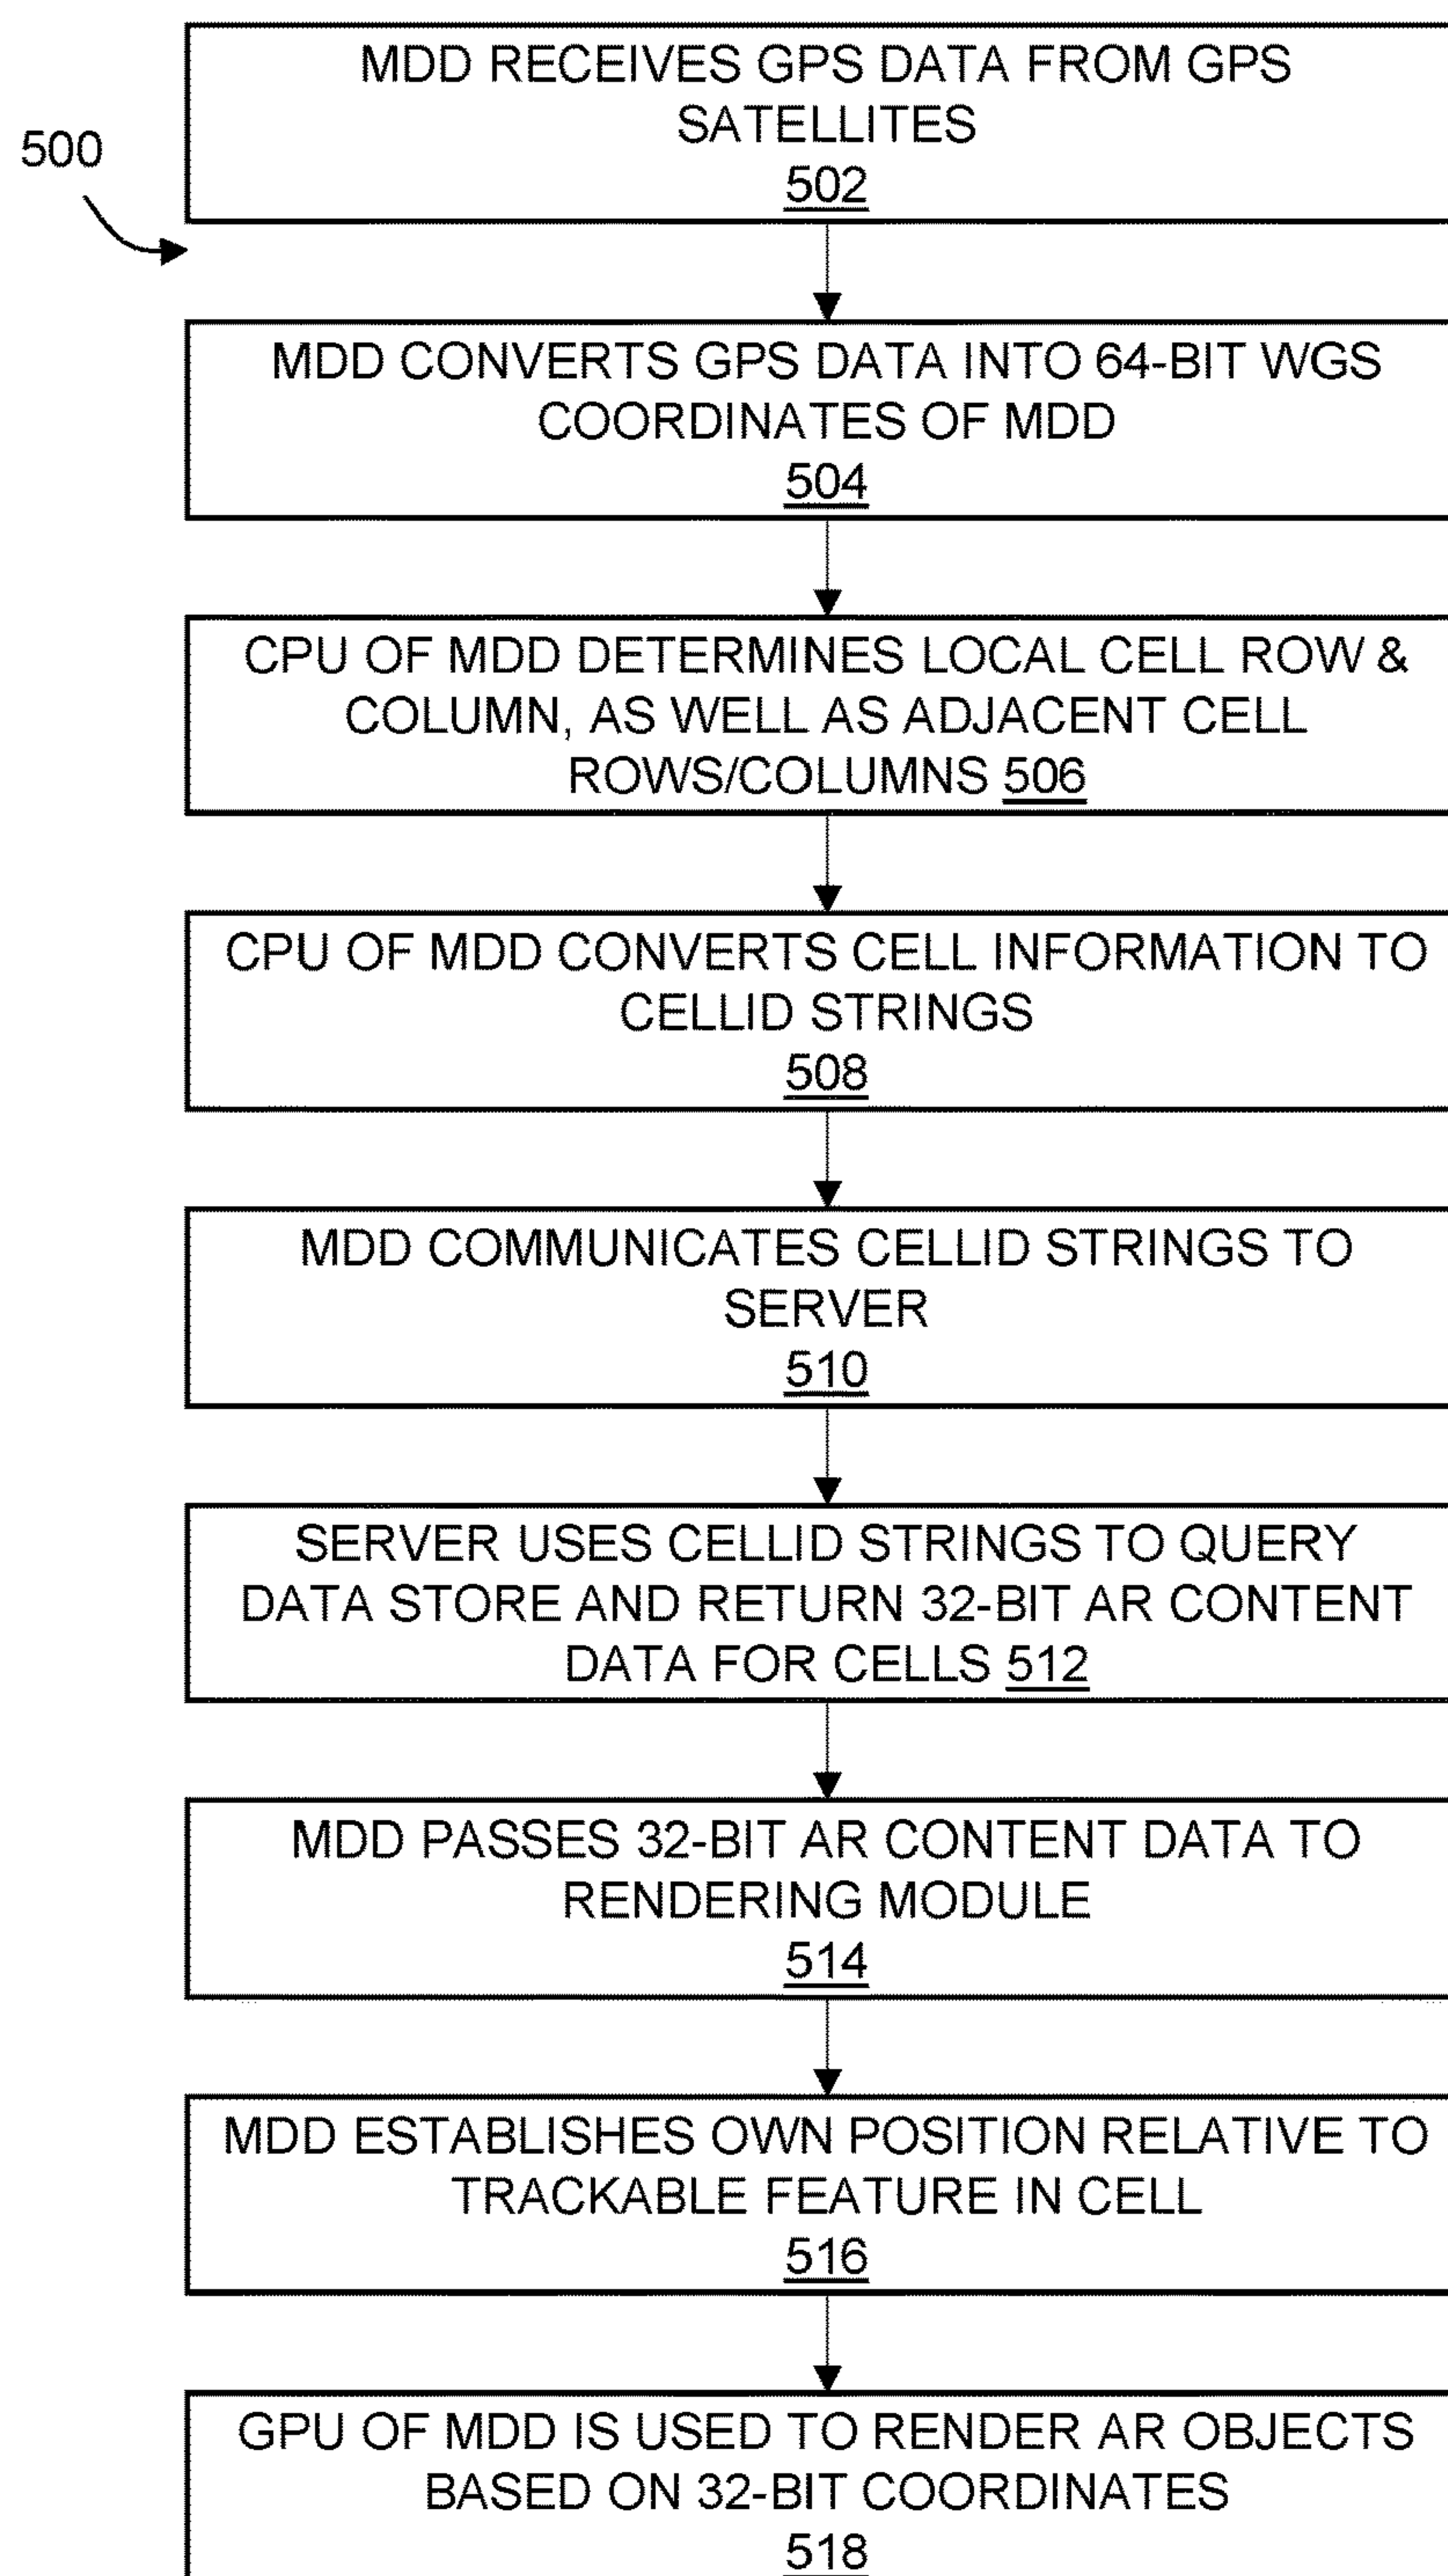 MDD RECEIVES GPS DATA FROM GPS
SATELLITES
502
500
MDD CONVERTS GPS DATA INTO 64-BIT WGS
COORDINATES OF MDD
504
CPU OF MDD DETERMINES LOCAL CELL ROW &
COLUMN, AS WELL AS ADJACENT CELL
ROWS/COLUMNS 506
CPU OF MDD CONVERTS CELL INFORMATION TO
CELLID STRINGS
508
MDD COMMUNICATES CELLID STRINGS TO
SERVER
510
SERVER USES CELLID STRINGS TO QUERY
DATA STORE AND RETURN 32-BIT AR CONTENT
DATA FOR CELLS 512
MDD PASSES 32-BIT AR CONTENT DATA TO
RENDERING MODULE
514
MDD ESTABLISHES OWN POSITION RELATIVE TO
TRACKABLE FEATURE IN CELL
516
GPU OF MDD IS USED TO RENDER AR OBJECTS
BASED ON 32-BIT COORDINATES
518